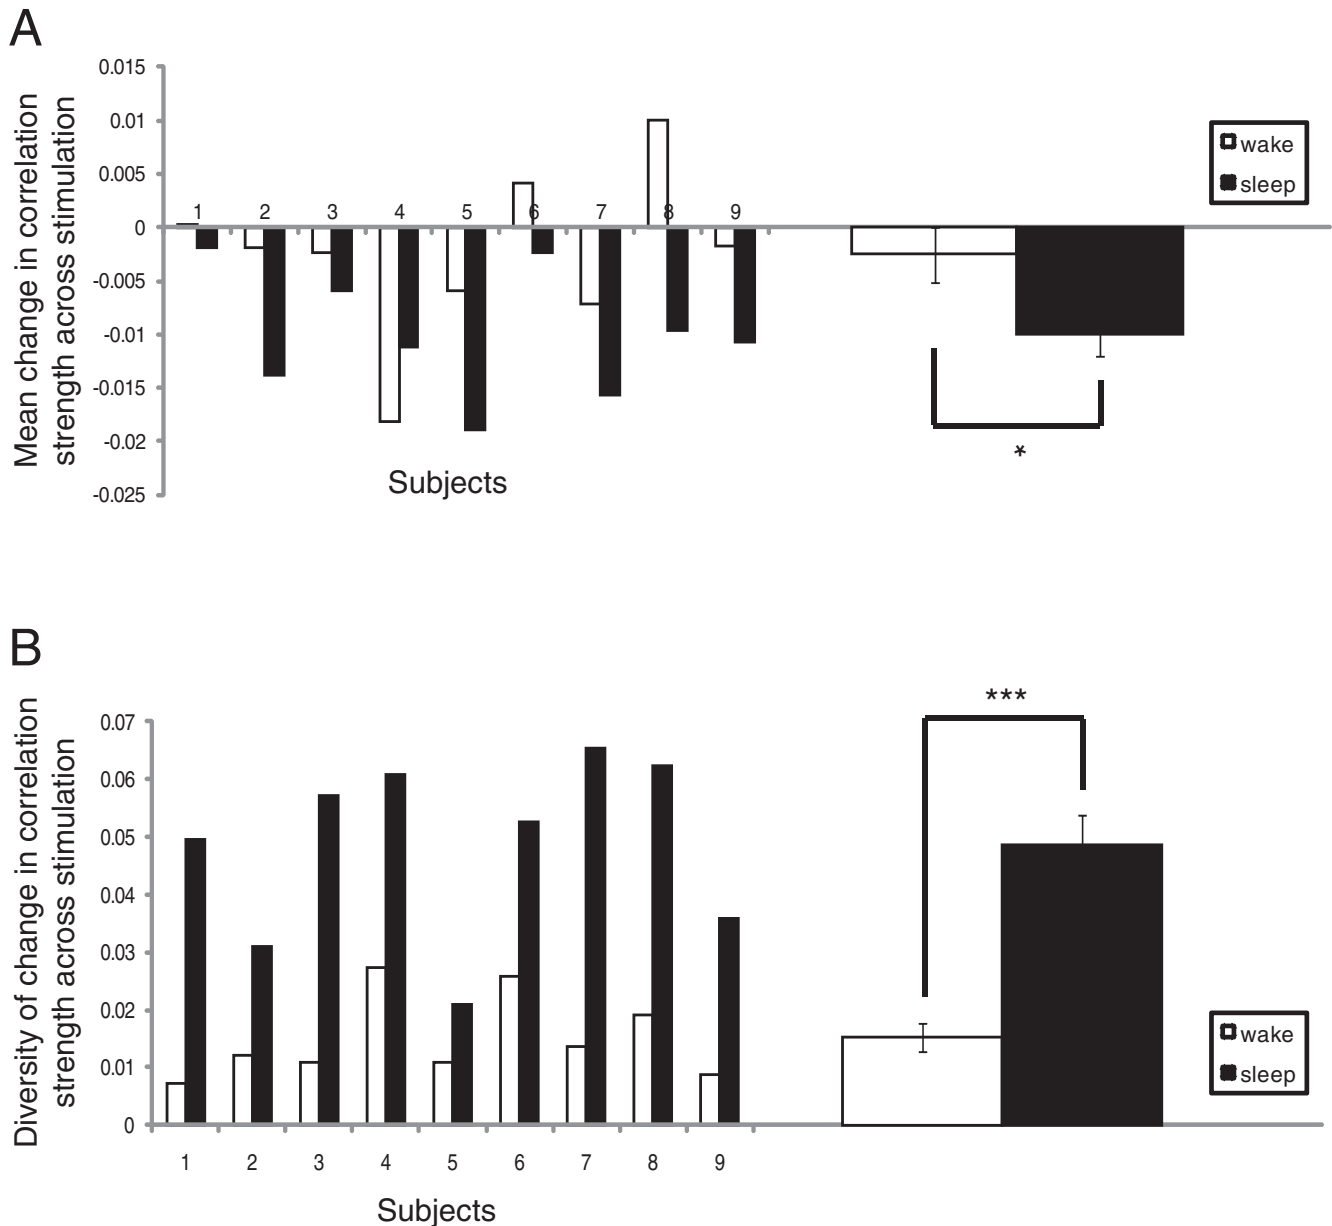 A
Mean change in correlation
strength across stimulation
0.015
0.01
0.005
0
-0.005
-0.01
-0.015
-0.02
-0.025
1 2 3 4 5 6 7 8 9
Subjects
wake
sleep
*
B
Diversity of change in correlation
strength across stimulation
0.07
0.06
0.05
0.04
0.03
0.02
0.01
0
1 2 3 4 5 6 7 8 9
Subjects
***
wake
sleep